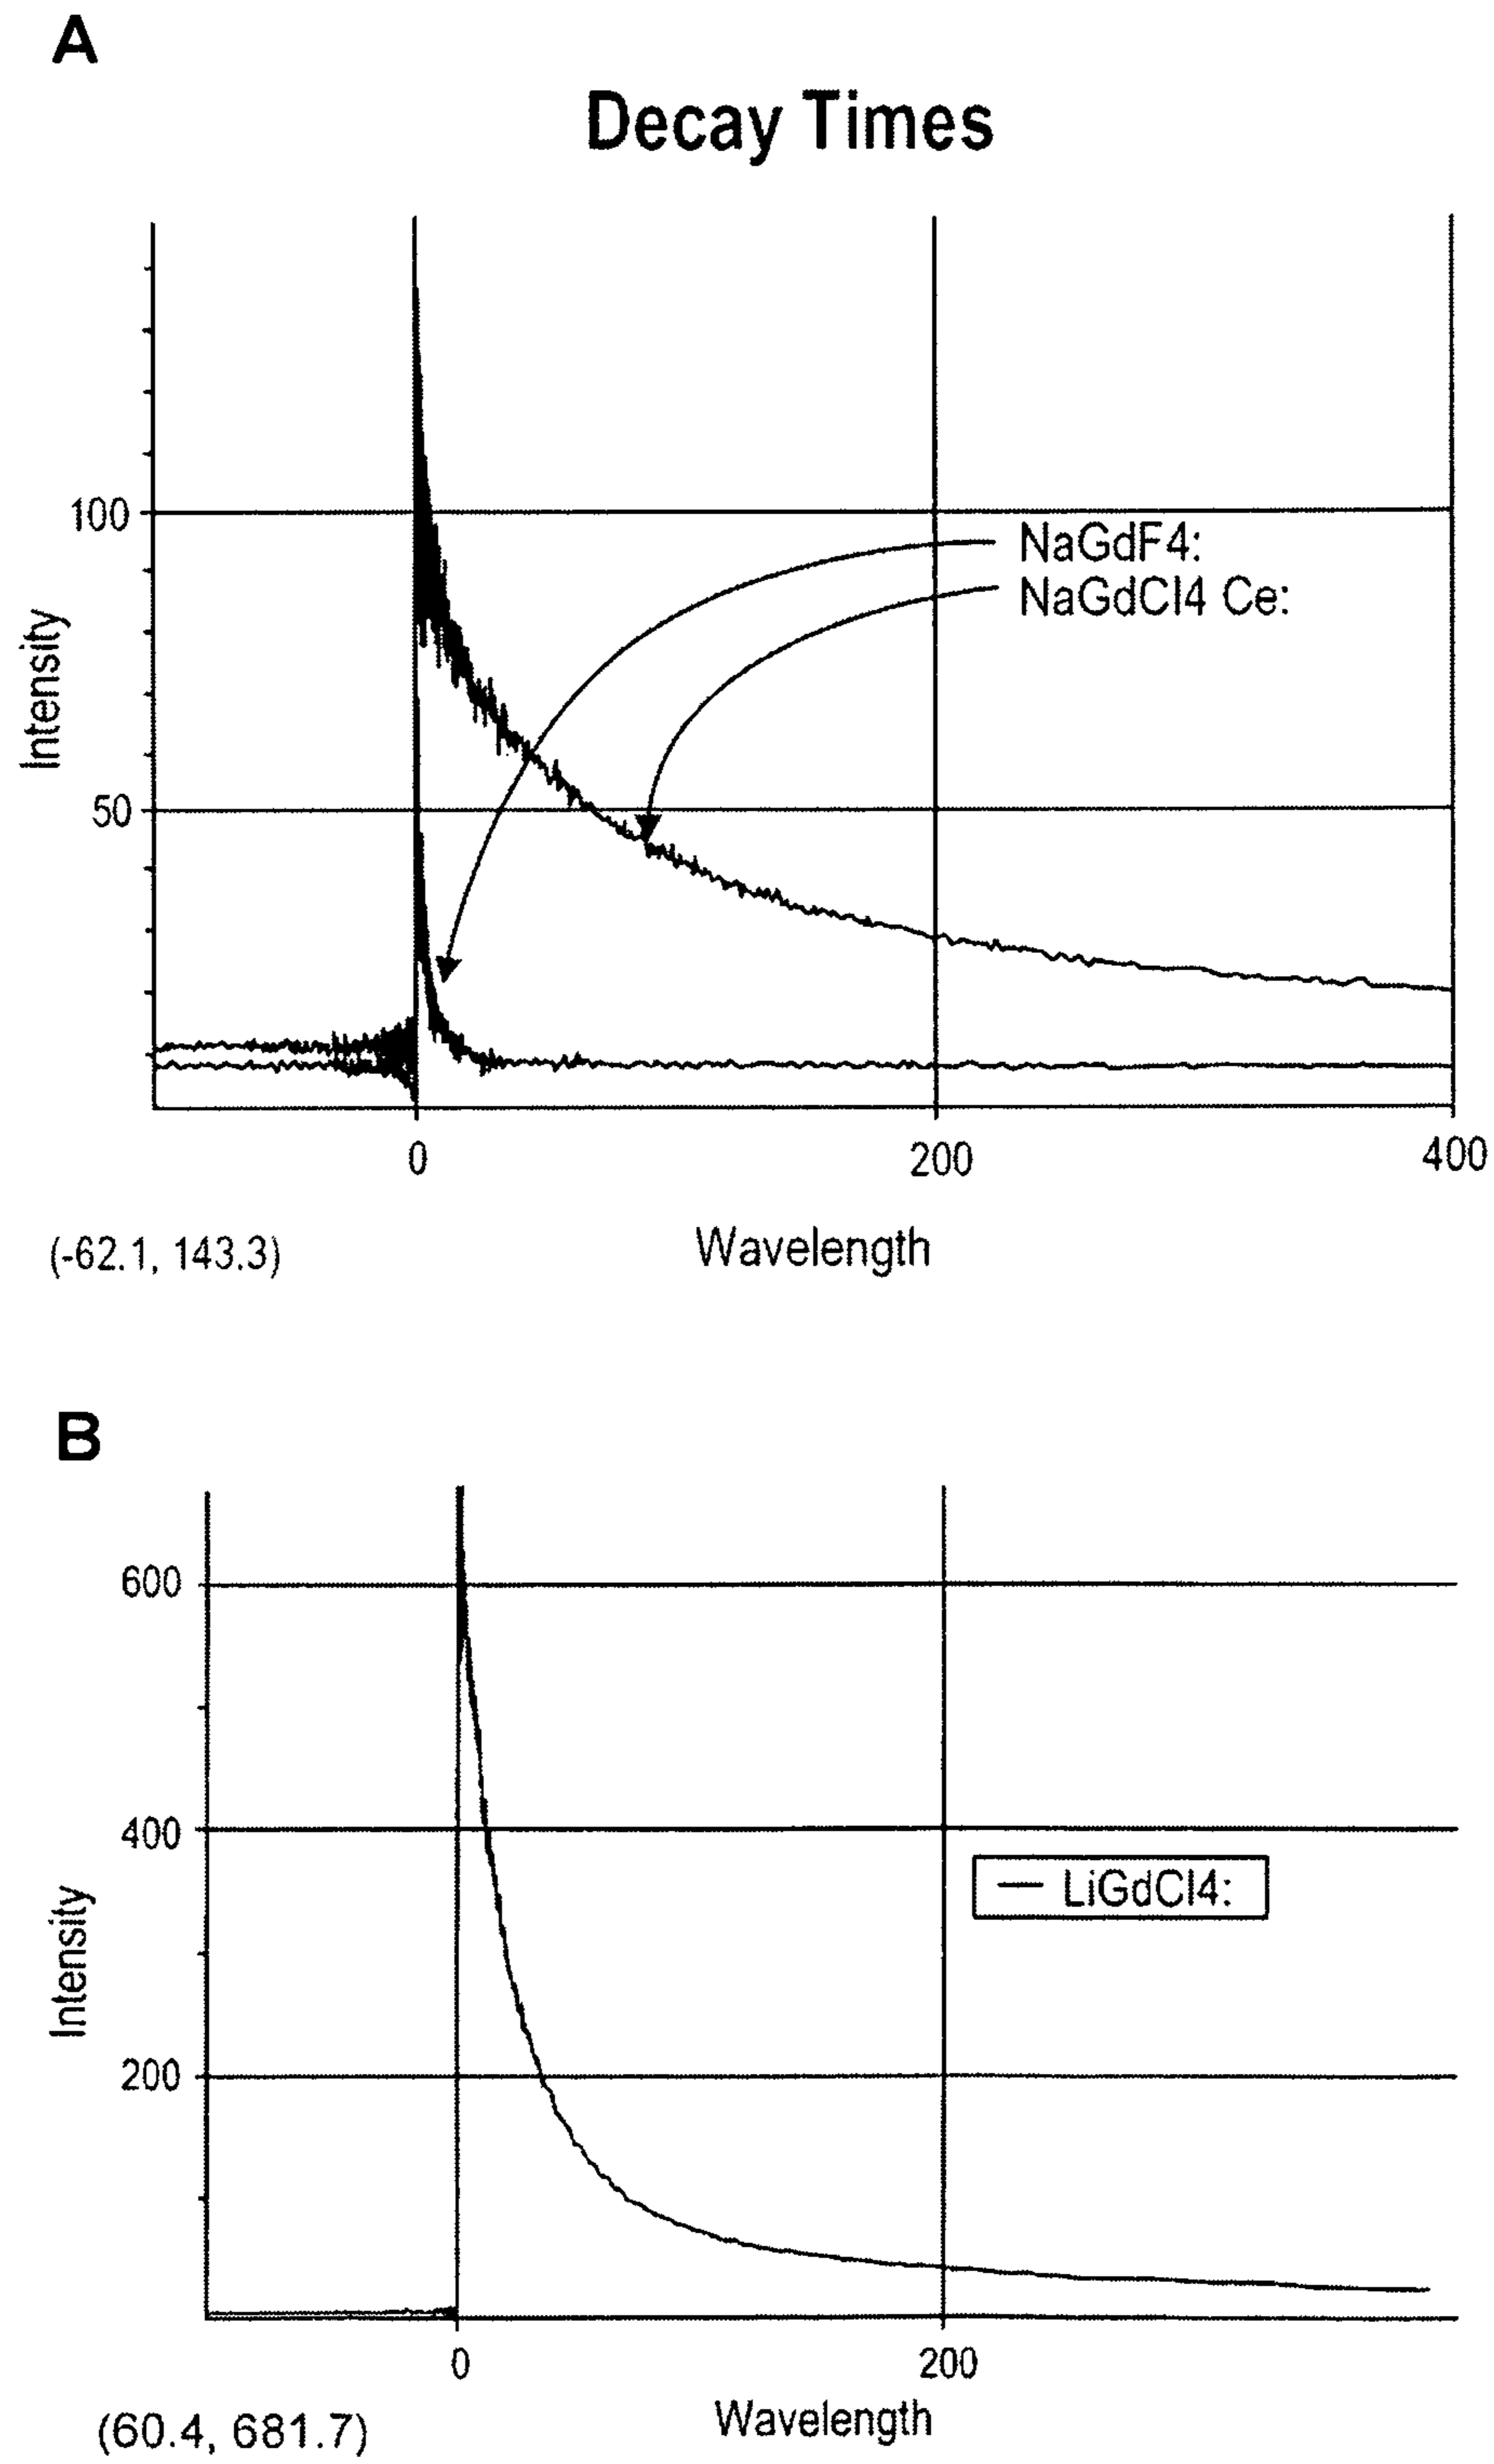 A
Decay Times
100
NaGdF4:
NaGdCl4 Ce:
Intensity
50
0
200
400
(-62.1, 143.3)
Wavelength
B
600
400
LiGdCl4:
Intensity
200
0
200
Wavelength
(60.4, 681.7)